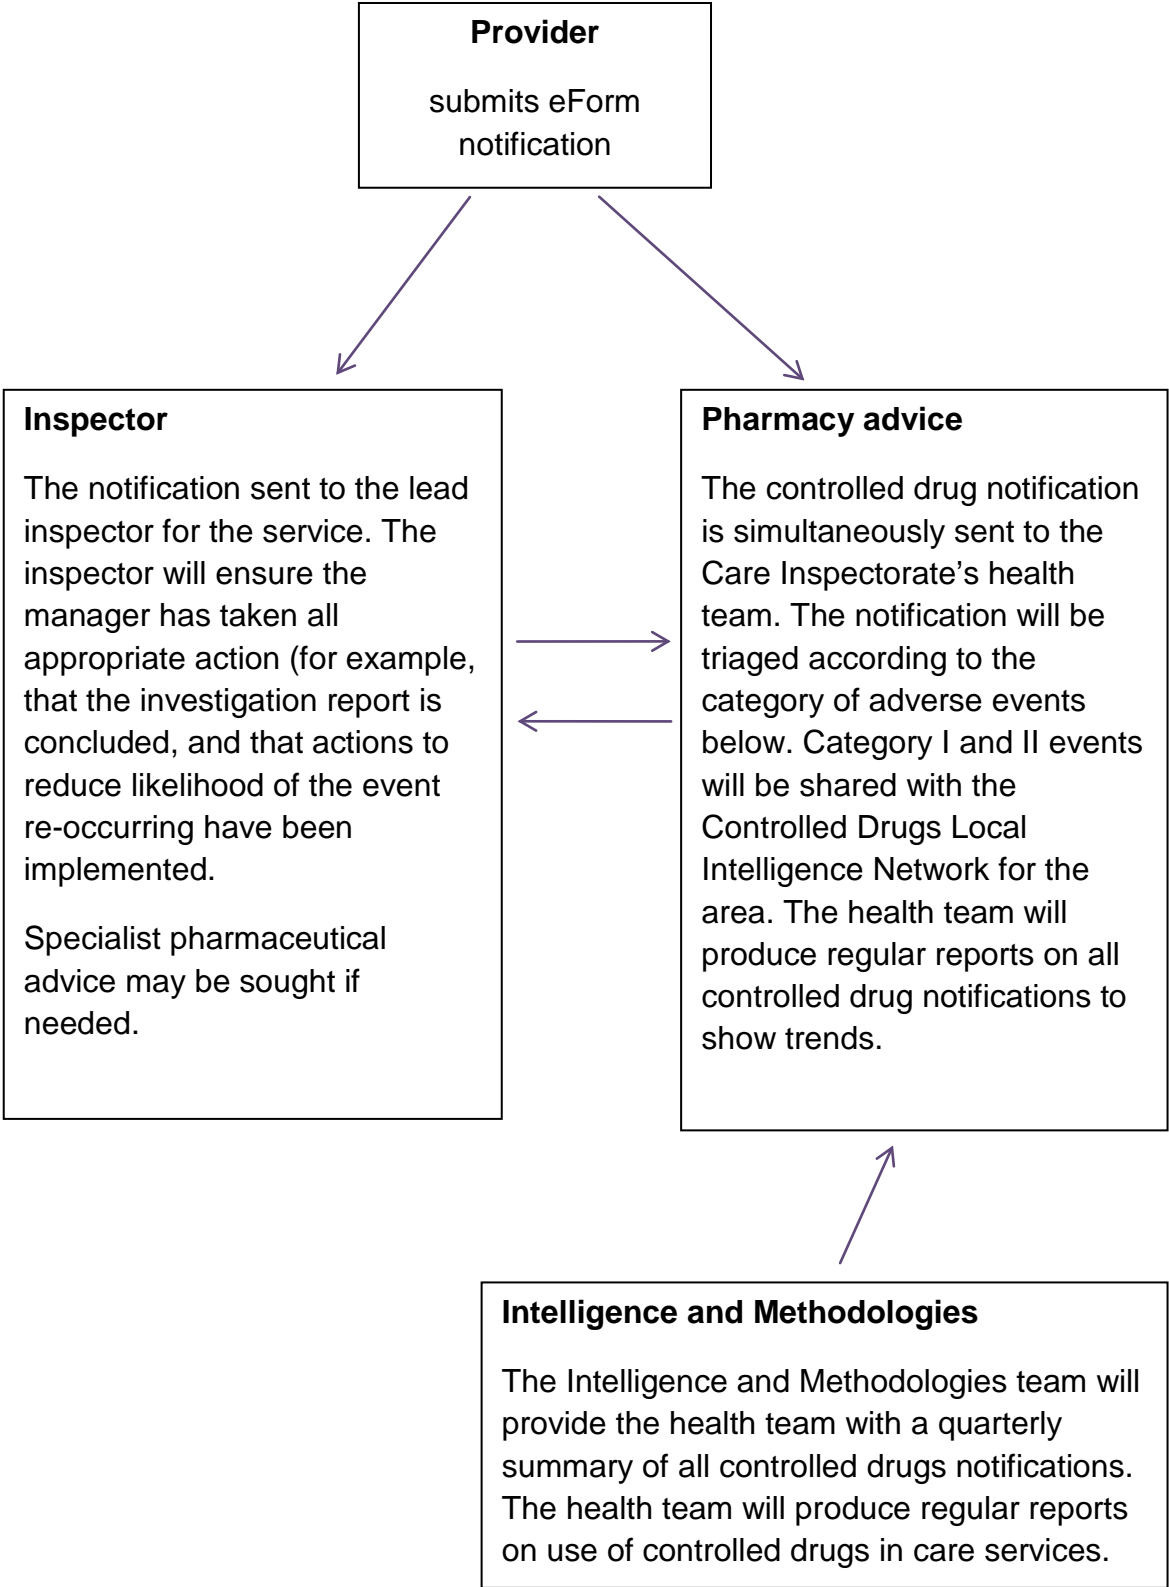 Provider
submits eForm
notification
Inspector
The notification sent to the lead
inspector for the service. The
inspector will ensure the
manager has taken all
appropriate action (for example,
that the investigation report is
concluded, and that actions to
reduce likelihood of the event
re-occurring have been
implemented.
Specialist pharmaceutical
advice may be sought if
needed.
Pharmacy advice
The controlled drug notification
is simultaneously sent to the
Care Inspectorate’s health
team. The notification will be
triaged according to the
category of adverse events
below. Category I and II events
will be shared with the
Controlled Drugs Local
Intelligence Network for the
area. The health team will
produce regular reports on all
controlled drug notifications to
show trends.
Intelligence and Methodologies
The Intelligence and Methodologies team will
provide the health team with a quarterly
summary of all controlled drugs notifications.
The health team will produce regular reports
on use of controlled drugs in care services.